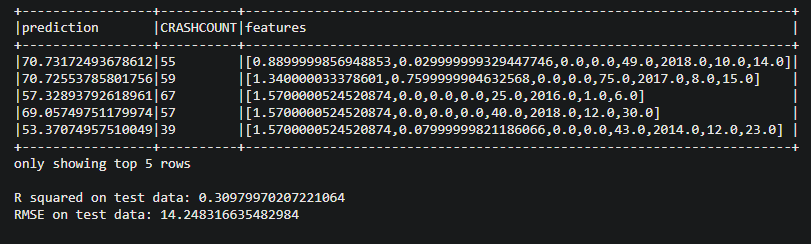 +-----------------+----------+---------------------------------------------------------------------+
|prediction       |CRASHCOUNT|features                                                             |
+-----------------+----------+---------------------------------------------------------------------+
|70.73172493678612|55        |[0.8899999856948853,0.029999999329447746,0.0,0.0,49.0,2018.0,10.0,14.0]|
|70.72553785801756|59        |[1.340000033378601,0.7599999904632568,0.0,0.0,75.0,2017.0,8.0,15.0]    |
|57.32893792618961|67        |[1.5700000524520874,0.0,0.0,0.0,25.0,2016.0,1.0,6.0]                   |
|69.05749551179974|57        |[1.5700000524520874,0.0,0.0,0.0,40.0,2018.0,12.0,30.0]                 |
|53.37074957510049|39        |[1.5700000524520874,0.07999999821186066,0.0,0.0,43.0,2014.0,12.0,23.0] |
+-----------------+----------+---------------------------------------------------------------------+
only showing top 5 rows
R squared on test data: 0.30979970207221064
RMSE on test data: 14.248316635482984